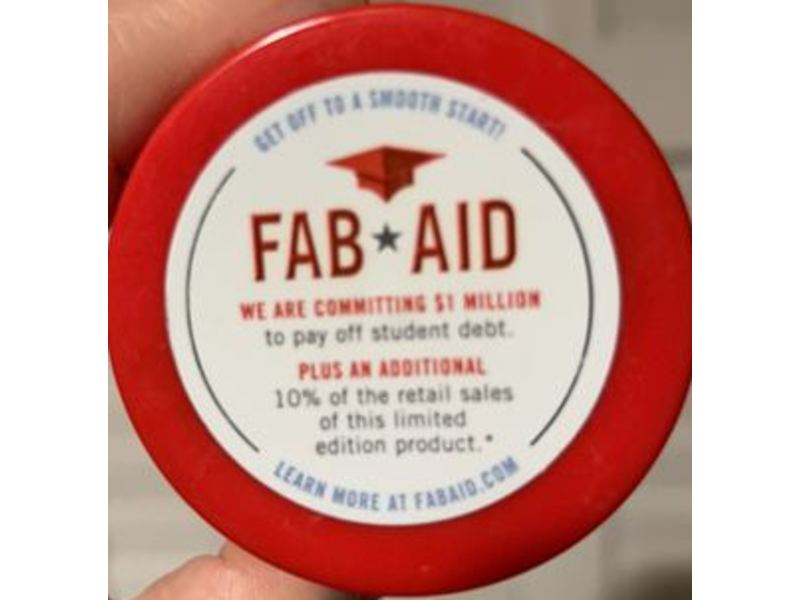 GET OFF TO A SMOOTH START!
FAB★AID
WE ARE COMMITTING $1 MILLION
to pay off student debt.
PLUS AN ADDITIONAL
10% of the retail sales
of this limited
edition product.*
LEARN MORE AT FABAID.COM